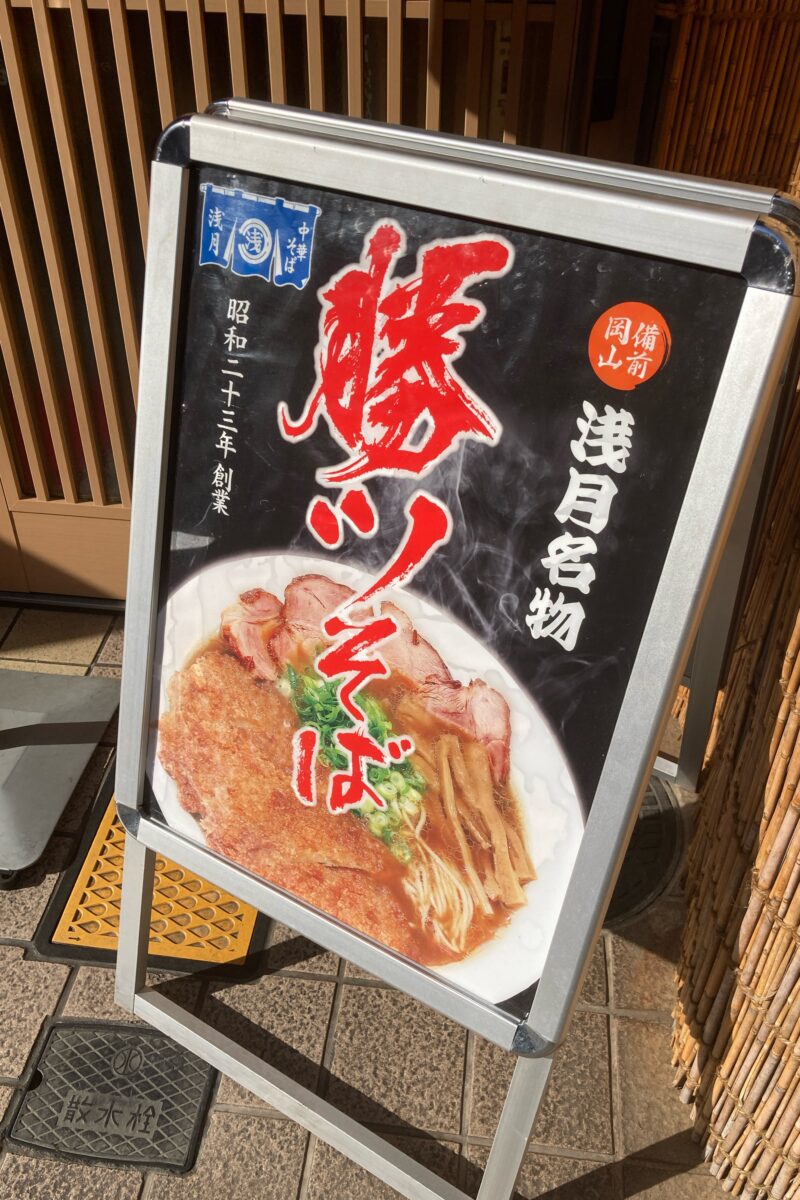 備前
岡山
浅月名物
勝ツそば
中華そば
浅
浅月
昭和二十三年 創業
水
散水栓